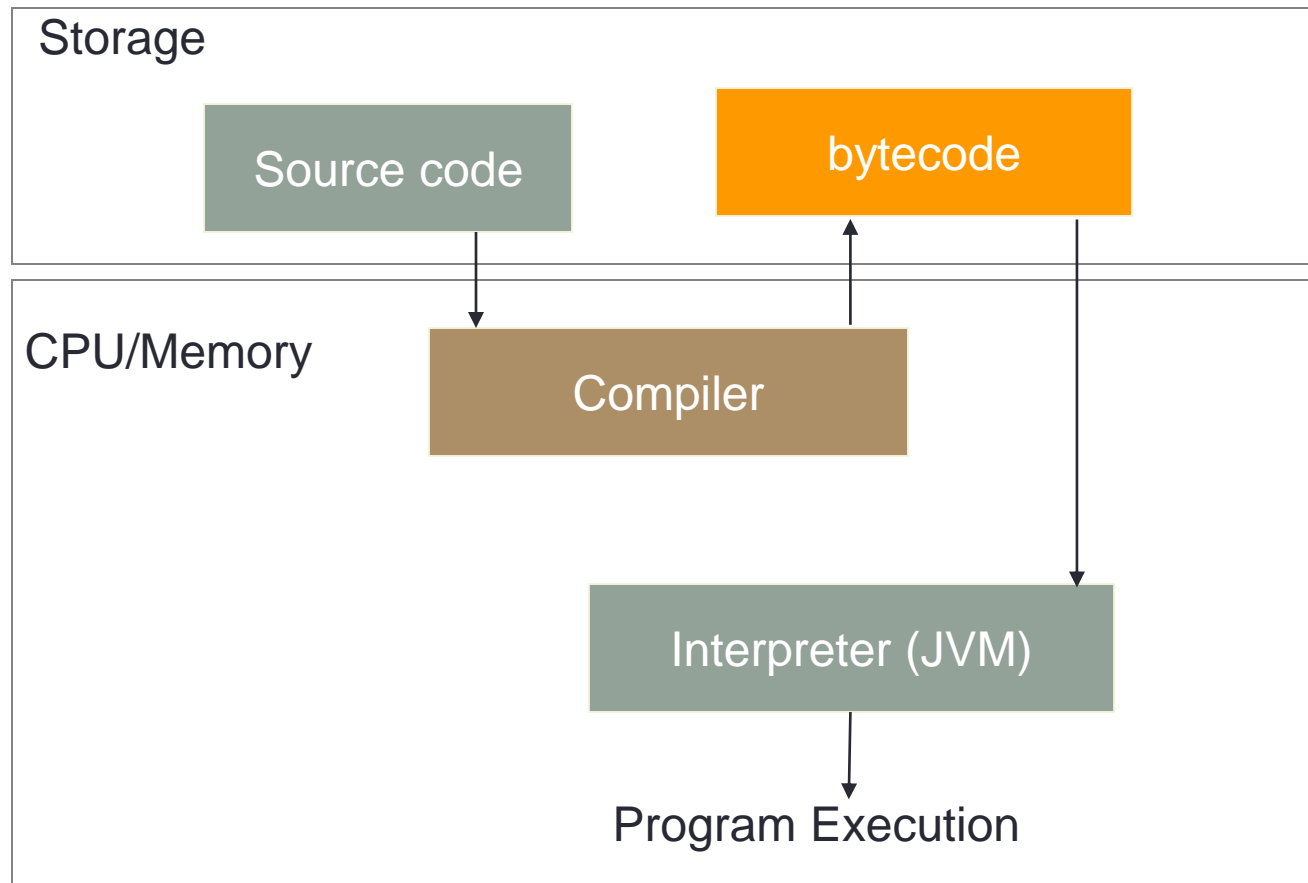 Storage
Source code
bytecode
CPU/Memory
Compiler
Interpreter (JVM)
Program Execution